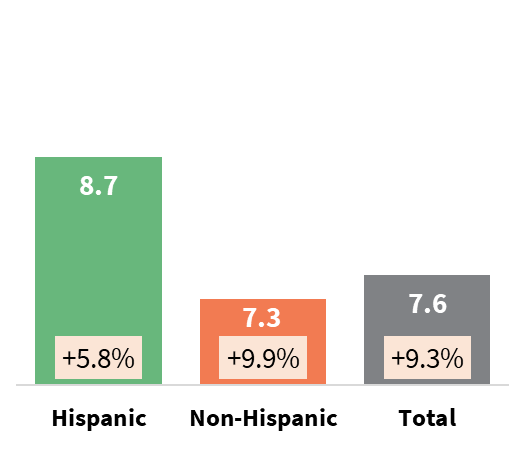 8.7
7.3
7.6
+5.8%
+9.9%
+9.3%
Hispanic
Non-Hispanic
Total